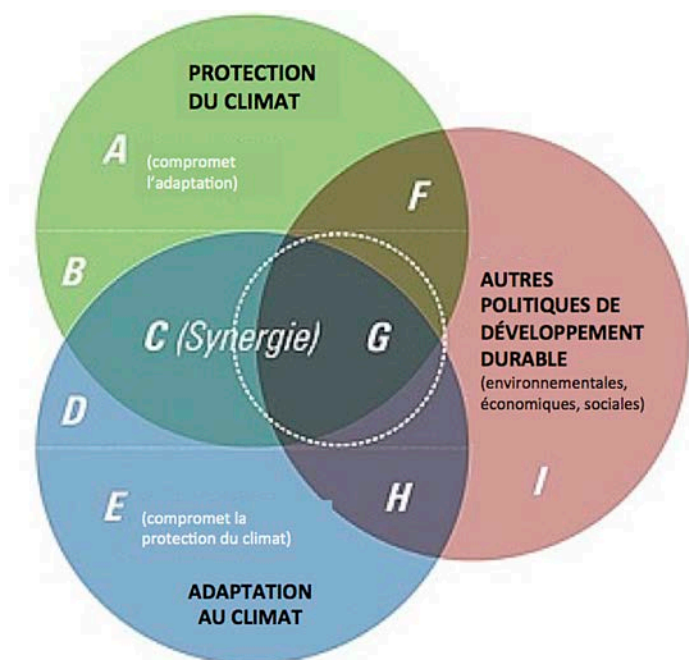 PROTECTION
DU CLIMAT
A (compromet
l'adaptation)
F
B
AUTRES
POLITIQUES DE
DÉVELOPPEMENT
DURABLE
(environnementales,
économiques, sociales)
C (Synergie)
G
D
E (compromet la
protection du climat)
H
I
ADAPTATION
AU CLIMAT